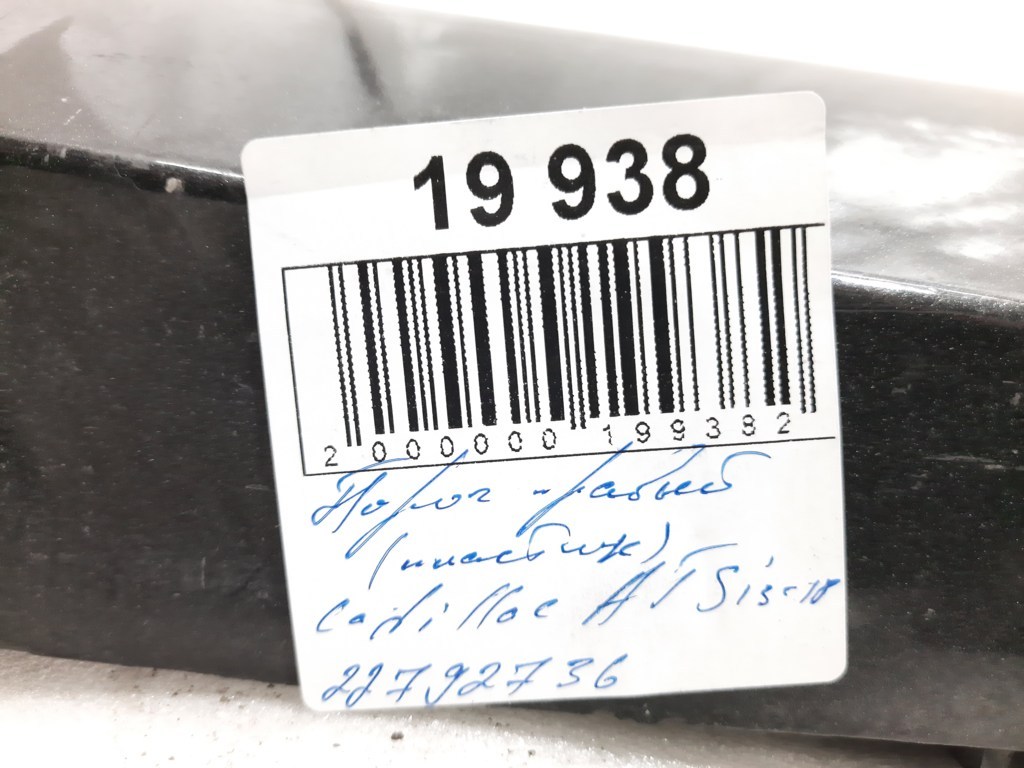 19 938
2 000000 199382
Порог правый
(пластик)
Cadillac ATS 13-18
22792736